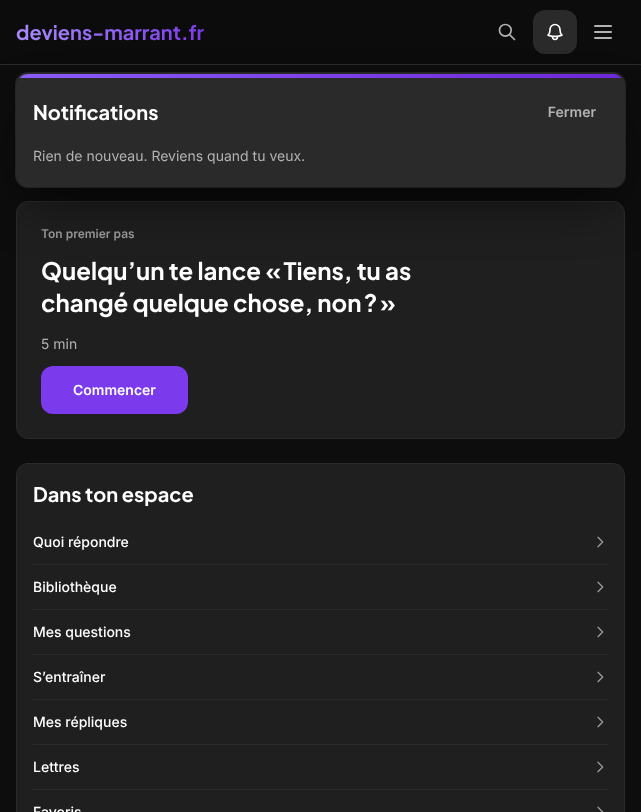 deviens-marrant.fr
Notifications
Fermer
Rien de nouveau. Reviens quand tu veux.
Ton premier pas
Quelqu’un te lance « Tiens, tu as
changé quelque chose, non ? »
5 min
Commencer
Dans ton espace
Quoi répondre
Bibliothèque
Mes questions
S’entraîner
Mes répliques
Lettres
Favoris